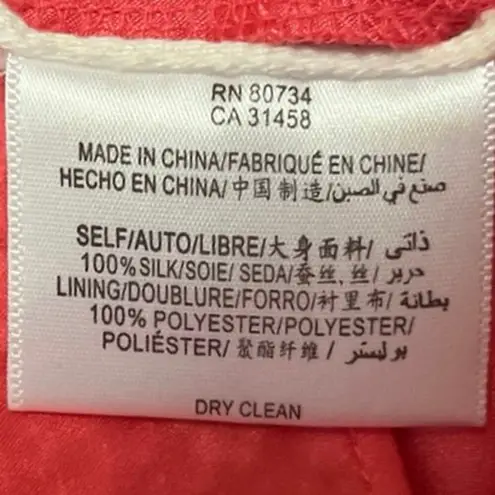 RN 80734
CA 31458
MADE IN CHINA/FABRIQUÉ EN CHINE/
HECHO EN CHINA/中国制造/صنع في الصين
SELF/AUTO/LIBRE/大身面料/ ذاتى
100%SILK/SOIE/ SEDA/蚕丝, 丝/ حرير
LINING/DOUBLURE/FORRO/衬里布/ بطانة
100% POLYESTER/POLYESTER/
POLIÉSTER/ 聚酯纤维 / بوليستر
DRY CLEAN